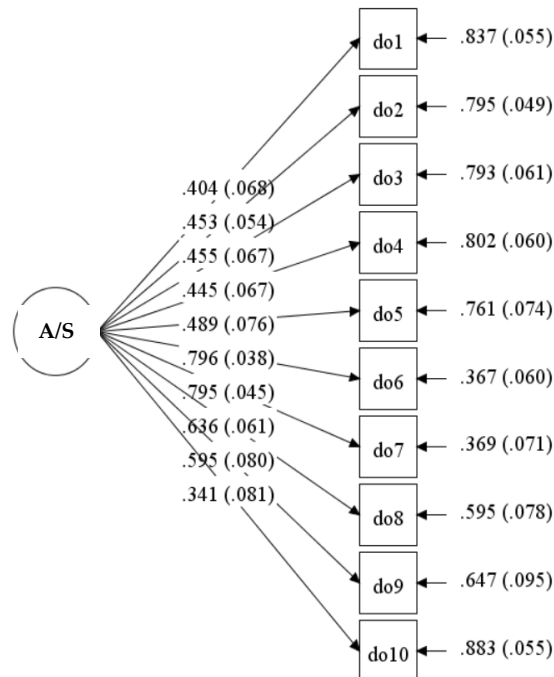 do1 .837 (.055)
do2 .795 (.049)
do3 .793 (.061)
.404 (.068)
.453 (.054)
do4 .802 (.060)
.455 (.067)
.445 (.067)
do5 .761 (.074)
.489 (.076)
A/S
.796 (.038)
do6 .367 (.060)
.795 (.045)
.636 (.061)
do7 .369 (.071)
.595 (.080)
.341 (.081)
do8 .595 (.078)
do9 .647 (.095)
do10 .883 (.055)